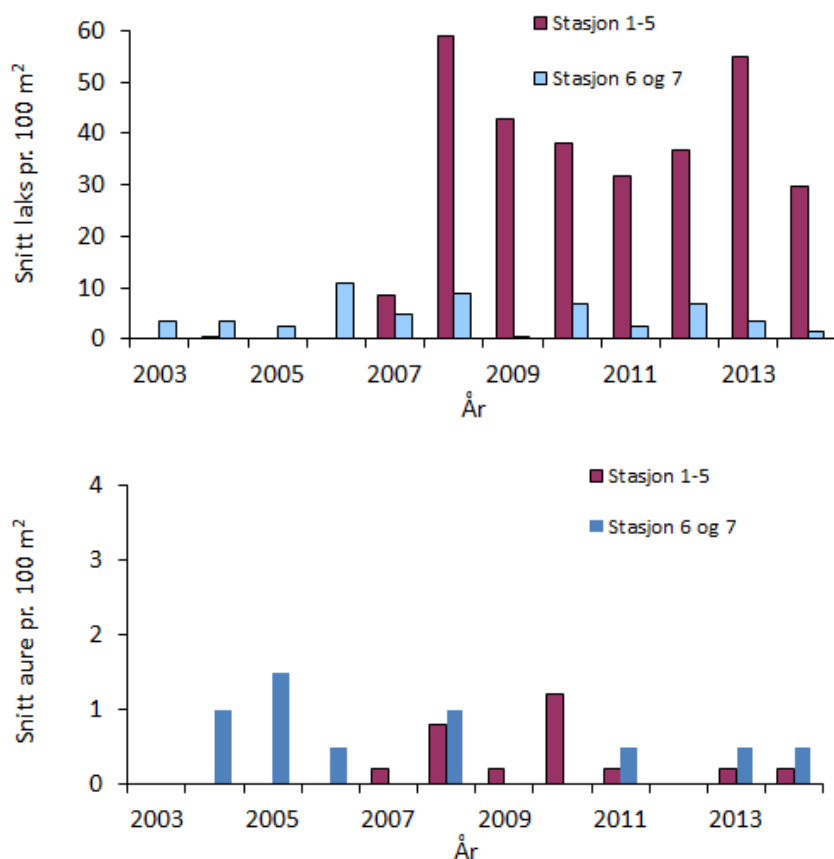 Snitt laks pr. 100 m²
60
50
40
30
20
10
0
Stasjon 1-5
Stasjon 6 og 7
2003 2005 2007 2009 2011 2013
År
Snitt aure pr. 100 m²
4
3
2
1
0
Stasjon 1-5
Stasjon 6 og 7
2003 2005 2007 2009 2011 2013
År